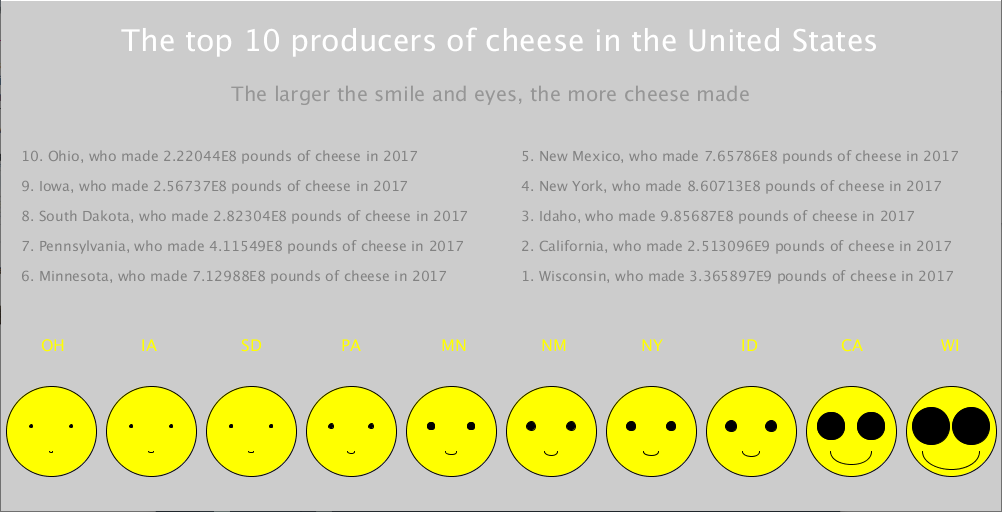 The top 10 producers of cheese in the United States
The larger the smile and eyes, the more cheese made
10. Ohio, who made 2.22044E8 pounds of cheese in 2017
9. Iowa, who made 2.56737E8 pounds of cheese in 2017
8. South Dakota, who made 2.82304E8 pounds of cheese in 2017
7. Pennsylvania, who made 4.11549E8 pounds of cheese in 2017
6. Minnesota, who made 7.12988E8 pounds of cheese in 2017
5. New Mexico, who made 7.65786E8 pounds of cheese in 2017
4. New York, who made 8.60713E8 pounds of cheese in 2017
3. Idaho, who made 9.85687E8 pounds of cheese in 2017
2. California, who made 2.513096E9 pounds of cheese in 2017
1. Wisconsin, who made 3.365897E9 pounds of cheese in 2017
OH IA SD PA MN NM NY ID CA WI